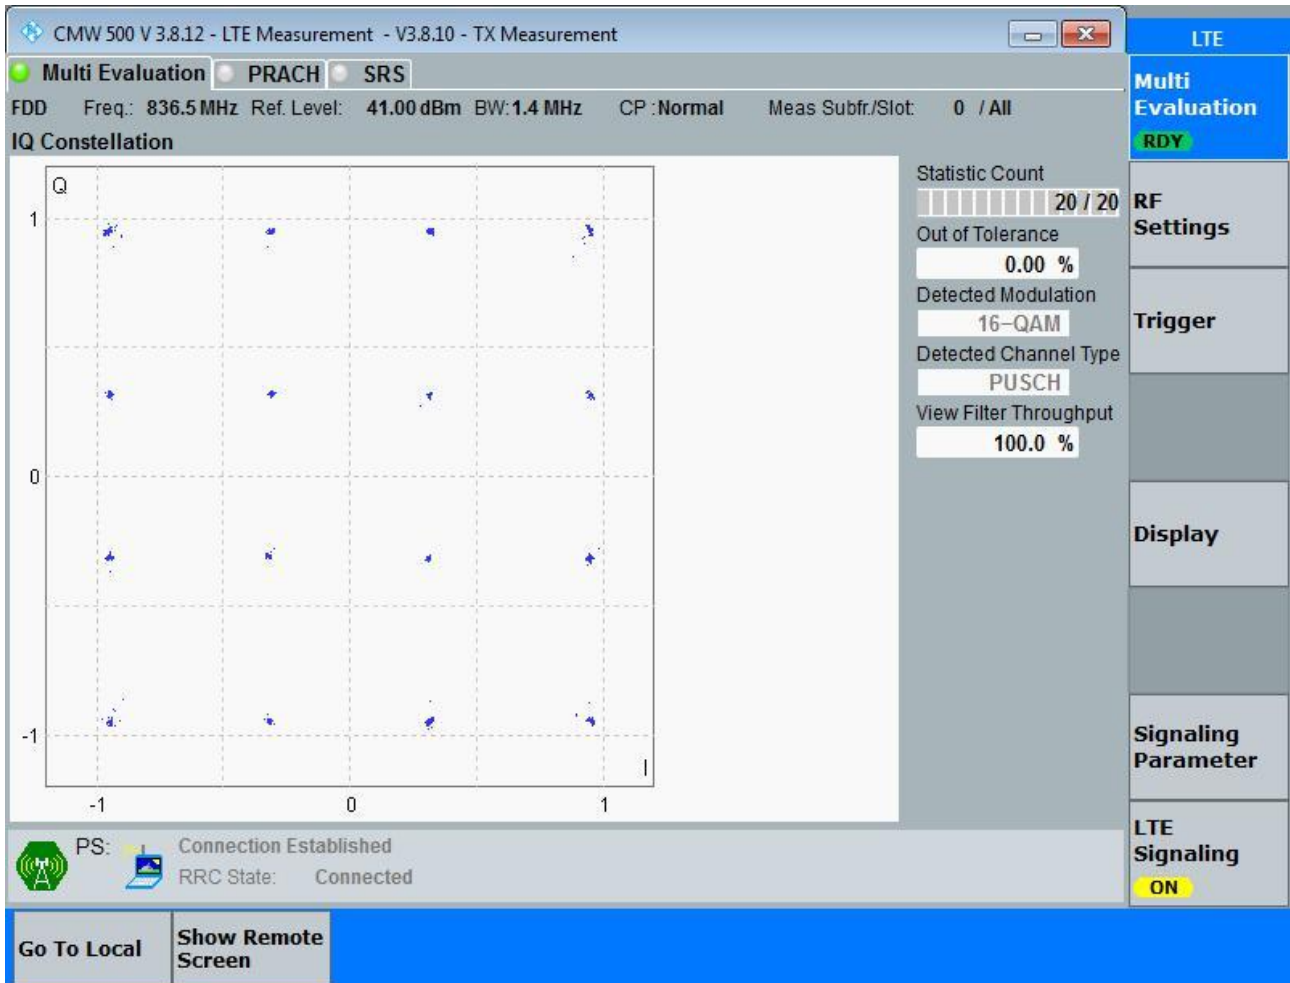 CMW 500 V 3.8.12 - LTE Measurement - V3.8.10 - TX Measurement
LTE
Multi Evaluation PRACH SRS
Multi
Evaluation
RDY
FDD Freq.: 836.5 MHz Ref. Level: 41.00 dBm BW: 1.4 MHz CP : Normal Meas Subfr./Slot: 0 / All
IQ Constellation
Q
1
0
-1
I
-1 0 1
Statistic Count
20 / 20
Out of Tolerance
0.00 %
Detected Modulation
16-QAM
Detected Channel Type
PUSCH
View Filter Throughput
100.0 %
RF
Settings
Trigger
Display
Signaling
Parameter
LTE
Signaling
ON
PS: Connection Established
RRC State: Connected
Go To Local
Show Remote
Screen